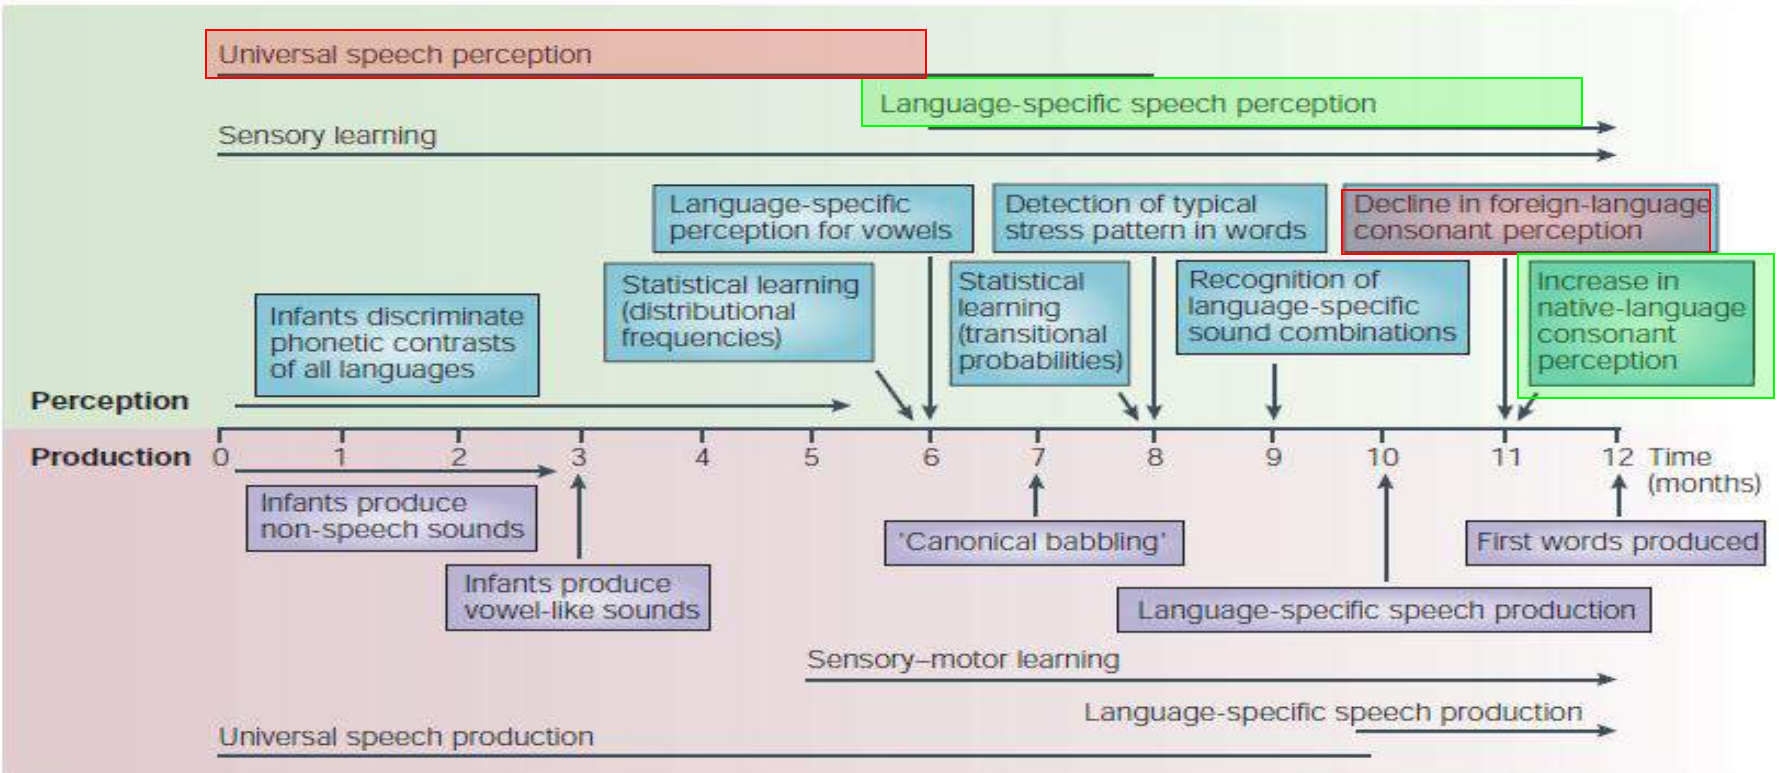 Universal speech perception
Language-specific speech perception
Sensory learning
Language-specific
perception for vowels
Detection of typical
stress pattern in words
Decline in foreign-language
consonant perception
Statistical learning
(distributional
frequencies)
Statistical
learning
(transitional
probabilities)
Recognition of
language-specific
sound combinations
Increase in
native-language
consonant
perception
Infants discriminate
phonetic contrasts
of all languages
Perception
Production
0 1 2 3 4 5 6 7 8 9 10 11 12 Time
(months)
Infants produce
non-speech sounds
Infants produce
vowel-like sounds
'Canonical babbling'
First words produced
Language-specific speech production
Sensory–motor learning
Language-specific speech production
Universal speech production